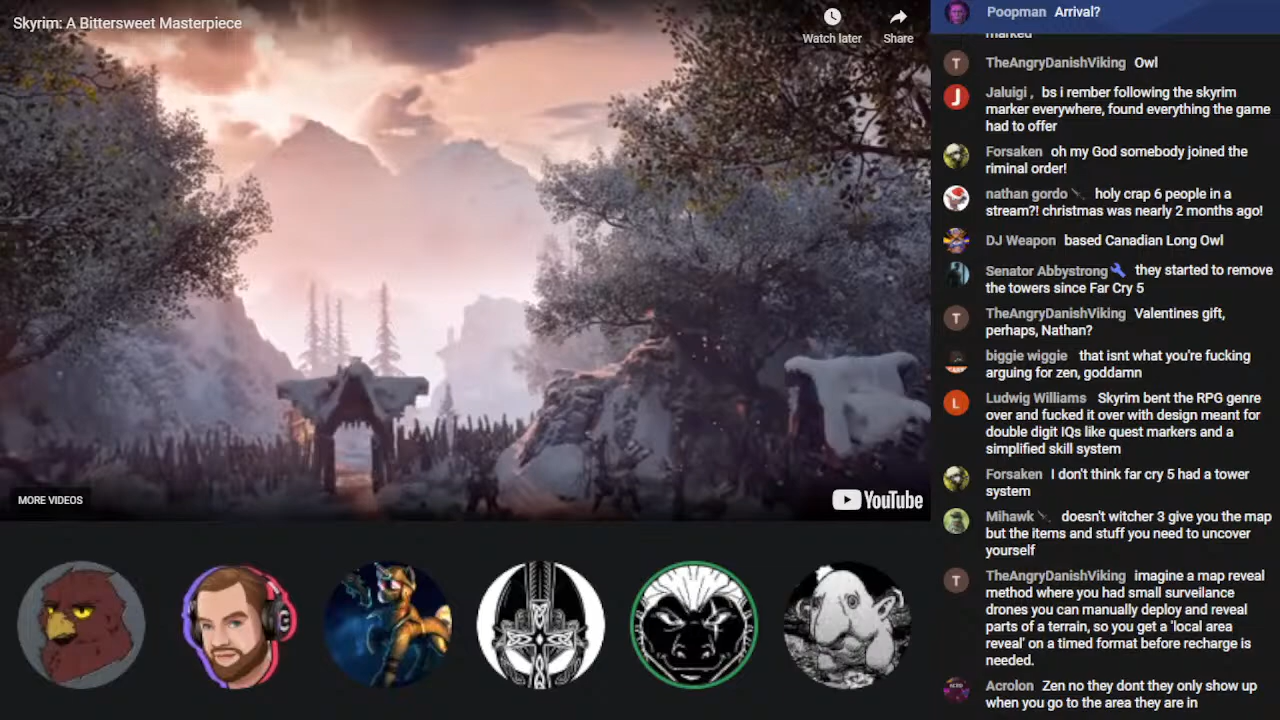 Skyrim: A Bittersweet Masterpiece
Watch later
Share
MORE VIDEOS
YouTube
Poopman Arrival?
marked
T
TheAngryDanishViking Owl
J
Jaluigi , bs i rember following the skyrim
marker everywhere, found everything the game
had to offer
Forsaken oh my God somebody joined the
riminal order!
nathan gordo holy crap 6 people in a
stream?! christmas was nearly 2 months ago!
DJ Weapon based Canadian Long Owl
Senator Abbystrong they started to remove
the towers since Far Cry 5
T
TheAngryDanishViking Valentines gift,
perhaps, Nathan?
biggie wiggie that isnt what you're fucking
arguing for zen, goddamn
L
Ludwig Williams Skyrim bent the RPG genre
over and fucked it over with design meant for
double digit IQs like quest markers and a
simplified skill system
Forsaken I don't think far cry 5 had a tower
system
Mihawk doesn't witcher 3 give you the map
but the items and stuff you need to uncover
yourself
T
TheAngryDanishViking imagine a map reveal
method where you had small surveilance
drones you can manually deploy and reveal
parts of a terrain, so you get a 'local area
reveal' on a timed format before recharge is
needed.
Acrolon Zen no they dont they only show up
when you go to the area they are in